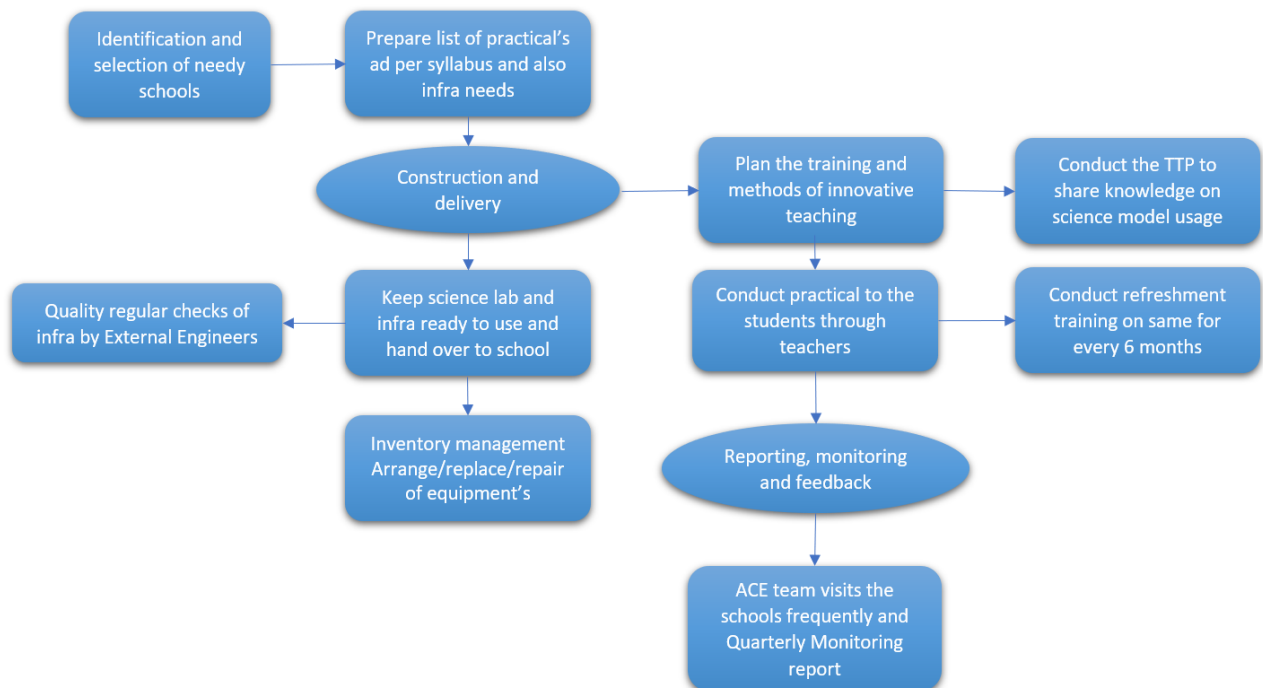 Identification and
selection of needy
schools
Prepare list of practical's
ad per syllabus and also
infra needs
Construction and
delivery
Plan the training and
methods of innovative
teaching
Conduct the TTP to
share knowledge on
science model usage
Quality regular checks of
infra by External Engineers
Keep science lab and
infra ready to use and
hand over to school
Conduct practical to the
students through
teachers
Conduct refreshment
training on same for
every 6 months
Inventory management
Arrange/replace/repair
of equipment's
Reporting, monitoring
and feedback
ACE team visits the
schools frequently and
Quarterly Monitoring
report